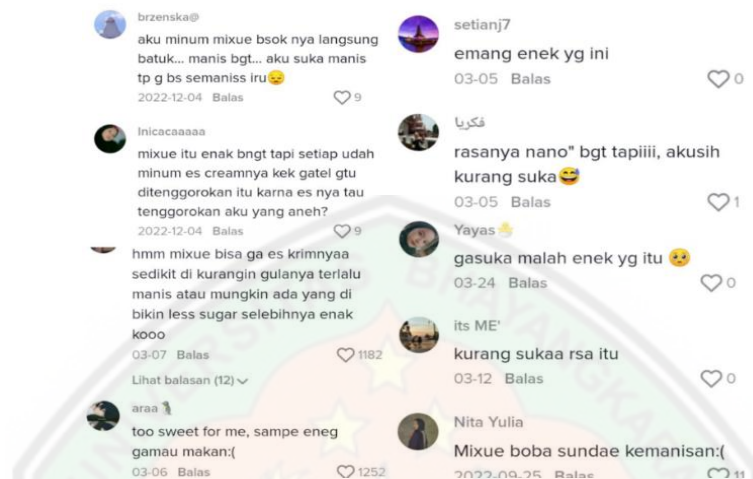 brzenska@
aku minum mixue bsok nya langsung
batuk... manis bgt... aku suka manis
tp g bs semaniss iru😔
2022-12-04 Balas 9
Inicacaaaaa
mixue itu enak bngt tapi setiap udah
minum es creamnya kek gatel gtu
ditenggorokan itu karna es nya tau
tenggorokan aku yang aneh?
2022-12-04 Balas 9
hmm mixue bisa ga es krimnyaa
sedikit di kurangin gulanya terlalu
manis atau mungkin ada yang di
bikin less sugar selebihnya enak
kooo
03-07 Balas 1182
Lihat balasan (12)
araa
too sweet for me, sampe eneg
gamau makan:(
03-06 Balas 1252
setianj7
emang enek yg ini
03-05 Balas 0
فكريا
rasanya nano" bgt tapiiii, akusih
kurang suka😅
03-05 Balas 1
Yayas🐣
gasuka malah enek yg itu 🥺
03-24 Balas 0
its ME'
kurang sukaa rsa itu
03-12 Balas 0
Nita Yulia
Mixue boba sundae kemanisan:(
2022-09-25 Balas 11
BHAYANGKARA